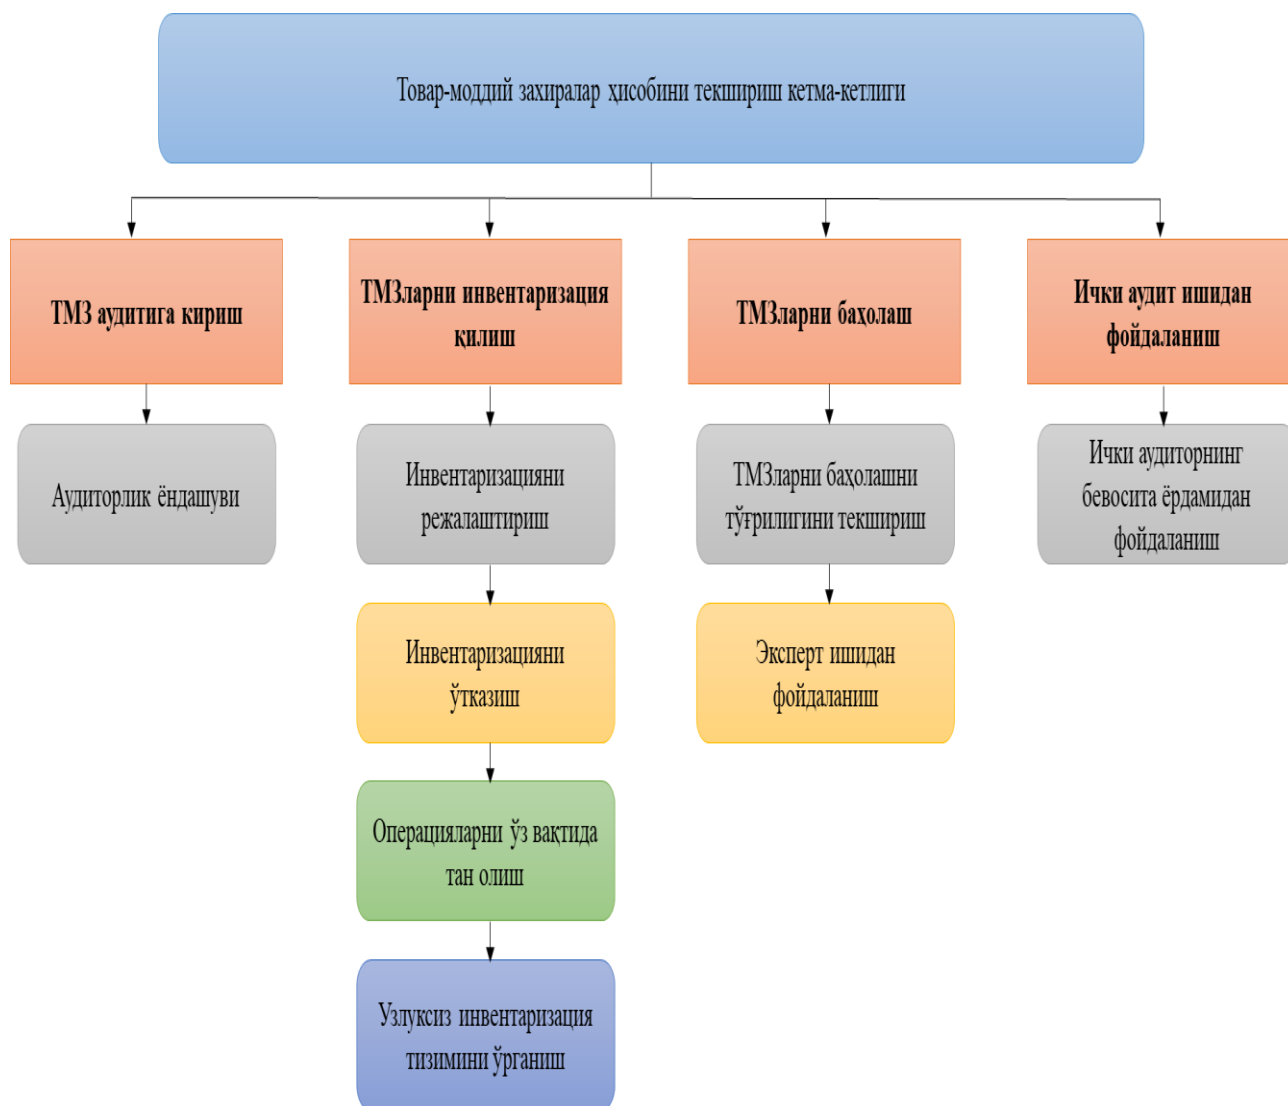 Товар-моддий захиралар ҳисобини текшириш кетма-кетлиги
ТМЗ аудитига кириш
ТМЗларни инвентаризация
қилиш
ТМЗларни баҳолаш
Ички аудит ишидан
фойдаланиш
Аудиторлик ёндашуви
Инвентаризацияни
режалаштириш
ТМЗларни баҳолашни
тўғрилигини текшириш
Ички аудиторнинг
бевосита ёрдамидан
фойдаланиш
Инвентаризацияни
ўтказиш
Эксперт ишидан
фойдаланиш
Операцияларни ўз вақтида
тан олиш
Узлуксиз инвентаризация
тизимини ўрганиш